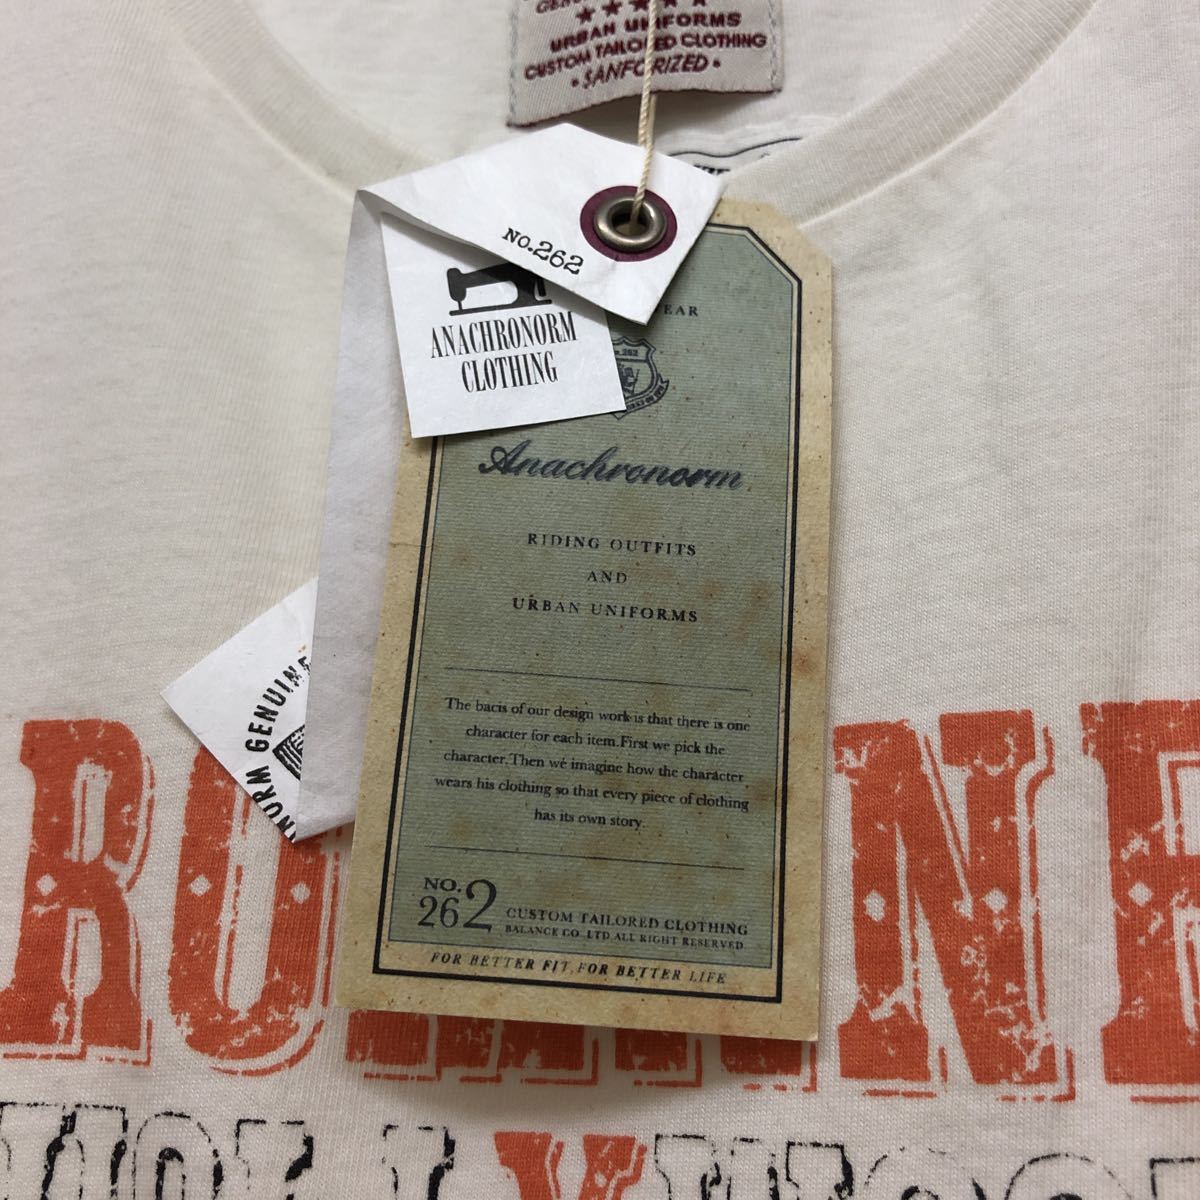 URBAN UNIFORMS
CUSTOM TAILORED CLOTHING
• SANFORIZED •
NO.262
ANACHRONORM
CLOTHING
EAR
Anachronorm
RIDING OUTFITS
AND
URBAN UNIFORMS
The bacis of our design work is that there is one
character for each item.First we pick the
character.Then we imagine how the character
wears his clothing so that every piece of clothing
has its own story.
NO.
262
CUSTOM TAILORED CLOTHING
BALANCE CO.,LTD.ALL RIGHT RESERVED
FOR BETTER FIT, FOR BETTER LIFE
NORM GENUINE